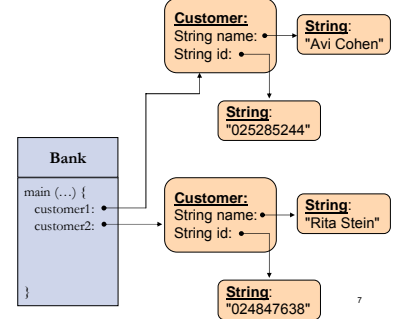 Customer:
String name:
String id:
String:
"Avi Cohen"
String:
"025285244"
Bank
main (…) {
customer1:
customer2:
}
Customer:
String name:
String id:
String:
"Rita Stein"
String:
"024847638"
7